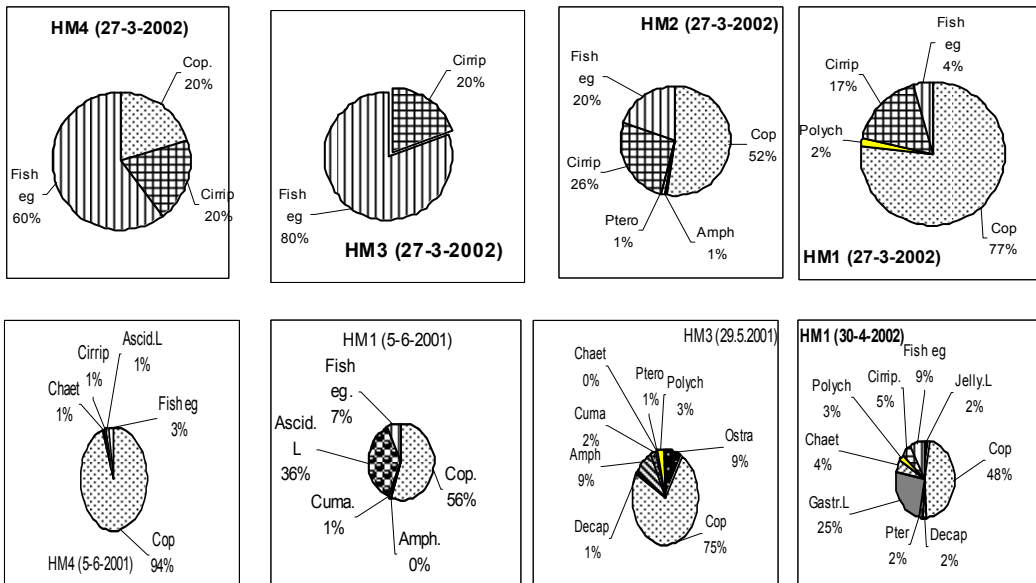 HM4 (27-3-2002)
Cop.
20%
Cirrip
20%
Fish
eg
60%
Cirrip
20%
Fish
eg
80%
HM3 (27-3-2002)
HM2 (27-3-2002)
Fish
eg
20%
Cop
52%
Cirrip
26%
Ptero
1%
Amph
1%
Fish
eg
4%
Cirrip
17%
Polych
2%
Cop
77%
HM1 (27-3-2002)
Ascid.L
1%
Cirrip
1%
Chaet
1%
Fish eg
3%
Cop
94%
HM4 (5-6-2001)
HM1 (5-6-2001)
Fish
eg.
7%
Ascid.
L
36%
Cop.
56%
Cuma.
1%
Amph.
0%
HM3 (29.5.2001)
Chaet
0%
Ptero
1%
Polych
3%
Cuma
2%
Amph
9%
Ostra
9%
Decap
1%
Cop
75%
HM1 (30-4-2002)
Fish eg
9%
Cirrip.
5%
Jelly.L
2%
Polych
3%
Chaet
4%
Cop
48%
Gastr.L
25%
Pter
2%
Decap
2%